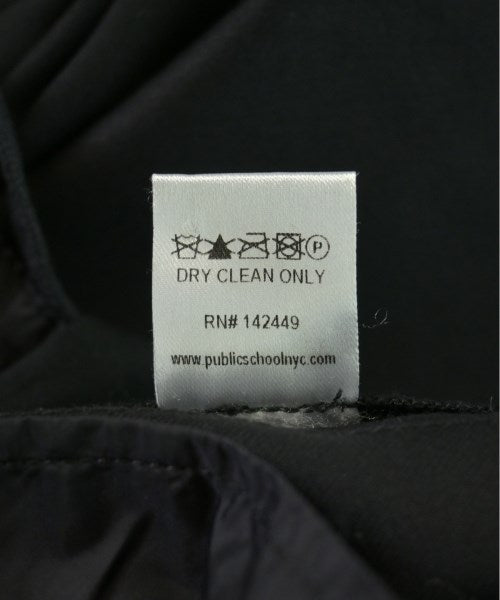 P
DRY CLEAN ONLY
RN# 142449
www.publicschoolnyc.com